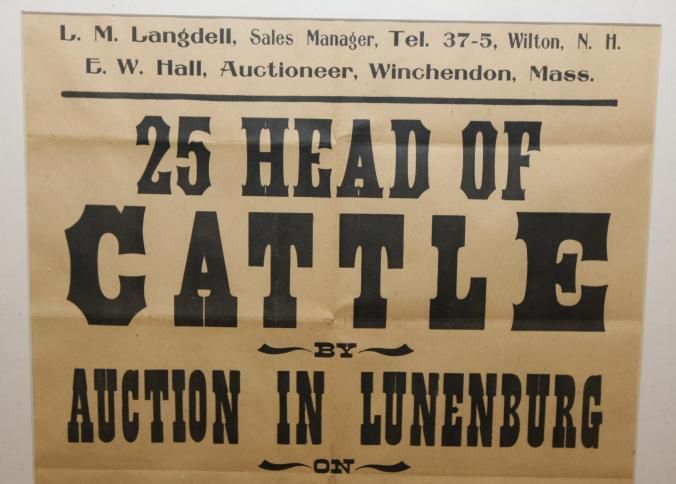 L. M. Langdell, Sales Manager, Tel. 37-5, Wilton, N. H.
E. W. Hall, Auctioneer, Winchendon, Mass.
25 HEAD OF
CATTLE
BY
AUCTION IN LUNENBURG
ON